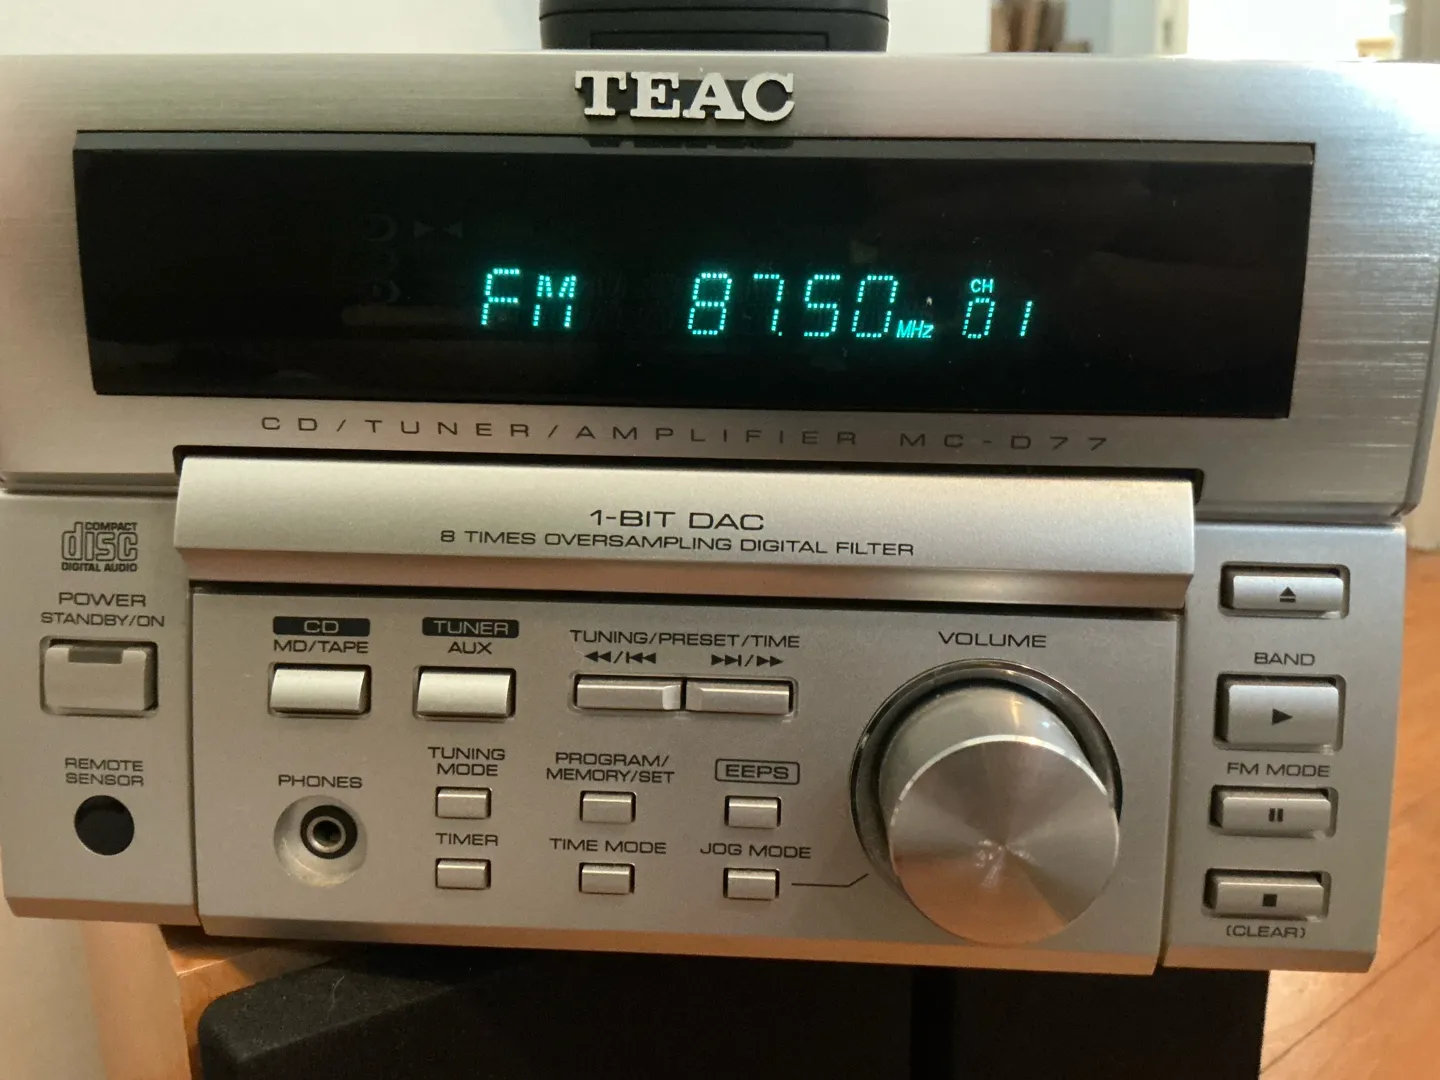 TEAC
FM 87.50 MHz CH 01
CD/TUNER/AMPLIFIER MC-D77
1-BIT DAC
8 TIMES OVERSAMPLING DIGITAL FILTER
COMPACT
disc
DIGITAL AUDIO
POWER
STANDBY/ON
REMOTE
SENSOR
CD
MD/TAPE
TUNER
AUX
TUNING/PRESET/TIME
PHONES
TUNING
MODE
PROGRAM/
MEMORY/SET
EEPS
TIMER
TIME MODE
JOG MODE
VOLUME
BAND
FM MODE
(CLEAR)